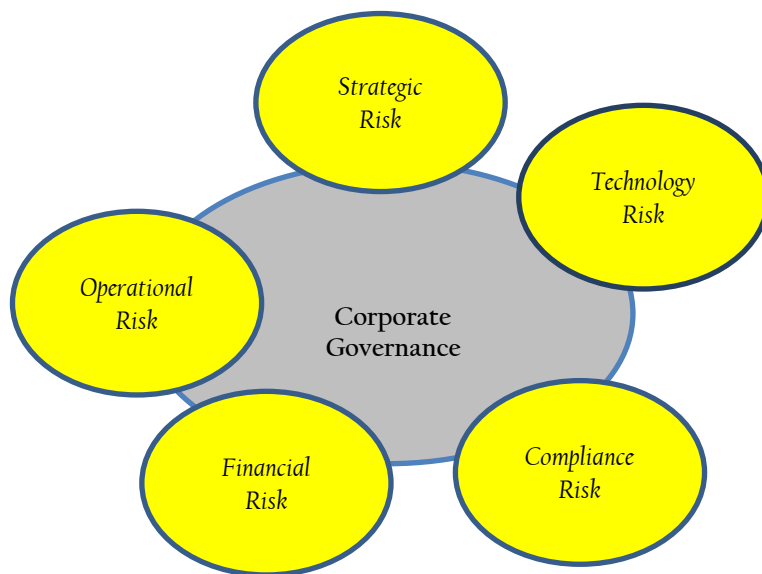 Strategic
Risk
Technology
Risk
Operational
Risk
Corporate
Governance
Financial
Risk
Compliance
Risk